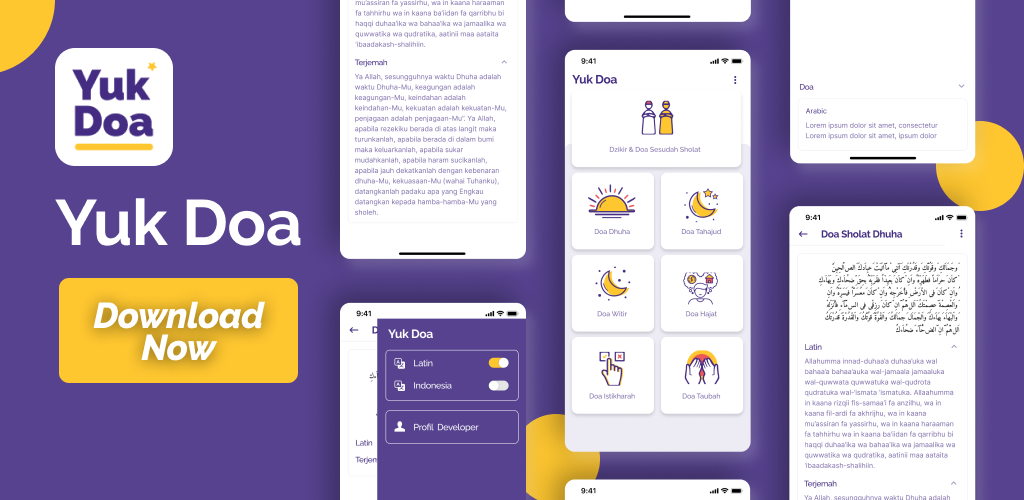 Yuk
Doa
Yuk Doa
Download
Now
mu'assiran fa yassirhu, wa in kaana haraaman
fa tahhirhu wa in kaana ba'iidan fa qarribhu bi
haqqi duhaa'ika wa bahaa'ika wa jamaalika wa
quwwatika wa qudratika, aatinii maa aataita
'ibaadakash-shalihiin.
Terjemah
Ya Allah, sesungguhnya waktu Dhuha adalah
waktu Dhuha-Mu, keagungan adalah
keagungan-Mu, keindahan adalah
keindahan-Mu, kekuatan adalah kekuatan-Mu,
penjagaan adalah penjagaan-Mu". Ya Allah,
apabila rezekiku berada di atas langit maka
turunkanlah, apabila berada di dalam bumi
maka keluarkanlah, apabila sukar
mudahkanlah, apabila haram sucikanlah,
apabila jauh dekatkanlah dengan kebenaran
dhuha-Mu, kekuasaan-Mu (wahai Tuhanku),
datangkanlah padaku apa yang Engkau
datangkan kepada hamba-hamba-Mu yang
sholeh.
9:41
D
Latin
Terjem
Yuk Doa
Latin
Indonesia
Profil Developer
9:41
Yuk Doa
Dzikir & Doa Sesudah Sholat
Doa Dhuha
Doa Tahajud
Doa Witir
Doa Hajat
Doa Istikharah
Doa Taubah
9:41
Doa
Arabic
Lorem ipsum dolor sit amet, consectetur
Lorem ipsum dolor sit amet, ipsum dolor
9:41
Doa Sholat Dhuha
Latin
Allahumma innad-duhaa'a duhaa'uka wal
bahaa'a bahaa'auka wal-jamaala jamaaluka
wal-quwwata quwwatuka wal-qudrota
qudratuka wal-'ismata 'ismatuka. Allaahumma
in kaana rizqii fis-samaa'i fa anzilhu, wa in
kaana fil-ardi fa akhrijhu, wa in kaana
mu'assiran fa yassirhu, wa in kaana haraaman
fa tahhirhu wa in kaana ba'iidan fa qarribhu bi
haqqi duhaa'ika wa bahaa'ika wa jamaalika wa
quwwatika wa qudratika, aatinii maa aataita
'ibaadakash-shalihiin.
Terjemah
Ya Allah, sesungguhnya waktu Dhuha adalah